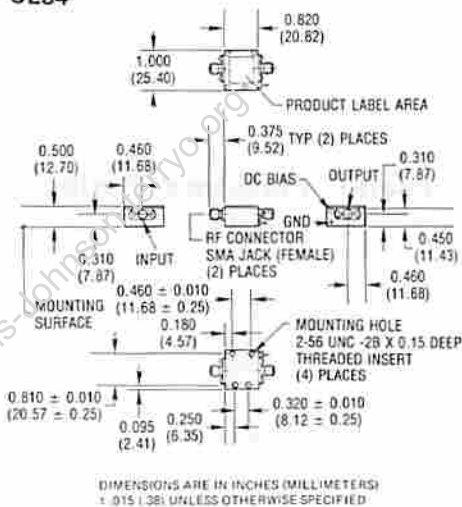 0.820
(20.82)
1.000
(25.40)
PRODUCT LABEL AREA
0.375 TYP (2) PLACES
(9.52)
0.500
(12.70)
0.460
(11.68)
DC BIAS
OUTPUT
0.310
(7.87)
GND
INPUT
0.310
(7.87)
RF CONNECTOR
SMA JACK (FEMALE)
(2) PLACES
0.450
(11.43)
0.460
(11.68)
MOUNTING
SURFACE
0.460 ± 0.010
(11.68 ± 0.25)
0.180
(4.57)
MOUNTING HOLE
2-56 UNC -2B X 0.15 DEEP
THREADED INSERT
(4) PLACES
0.810 ± 0.010
(20.57 ± 0.25)
0.095
(2.41)
0.250
(6.35)
0.320 ± 0.010
(8.12 ± 0.25)
DIMENSIONS ARE IN INCHES (MILLIMETERS)
± .015 (.38) UNLESS OTHERWISE SPECIFIED